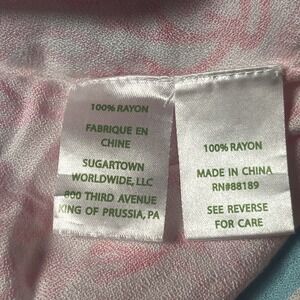 100% RAYON
FABRIQUE EN
CHINE
SUGARTOWN
WORLDWIDE, LLC
800 THIRD AVENUE
KING OF PRUSSIA, PA
100% RAYON
MADE IN CHINA
RN#88189
SEE REVERSE
FOR CARE